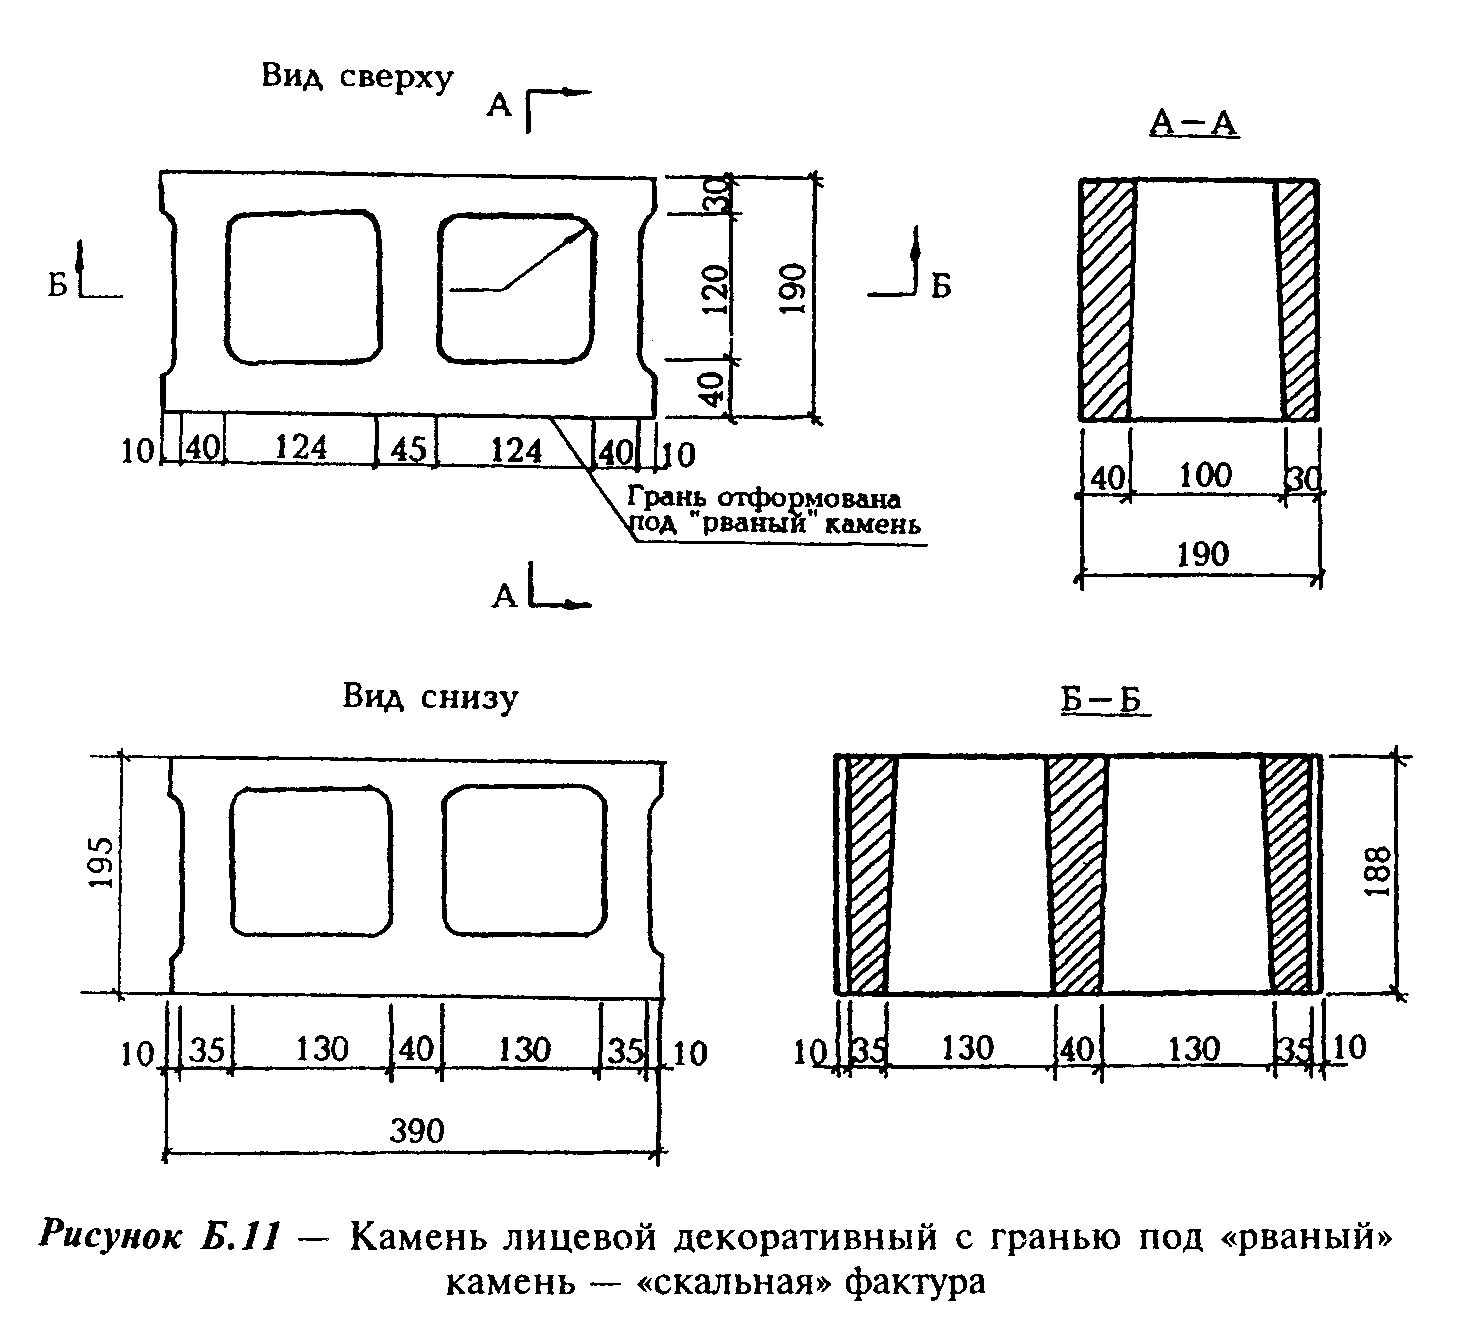 Вид сверху
А
А – А
Б
Б
30
120
190
40
10 40 124 45 124 40 10
Грань отформована
под "рваный" камень
40 100 30
190
А
Вид снизу
Б – Б
195
188
10 35 130 40 130 35 10
390
10 35 130 40 130 35 10
Рисунок Б.11 — Камень лицевой декоративный с гранью под «рваный»
камень — «скальная» фактура